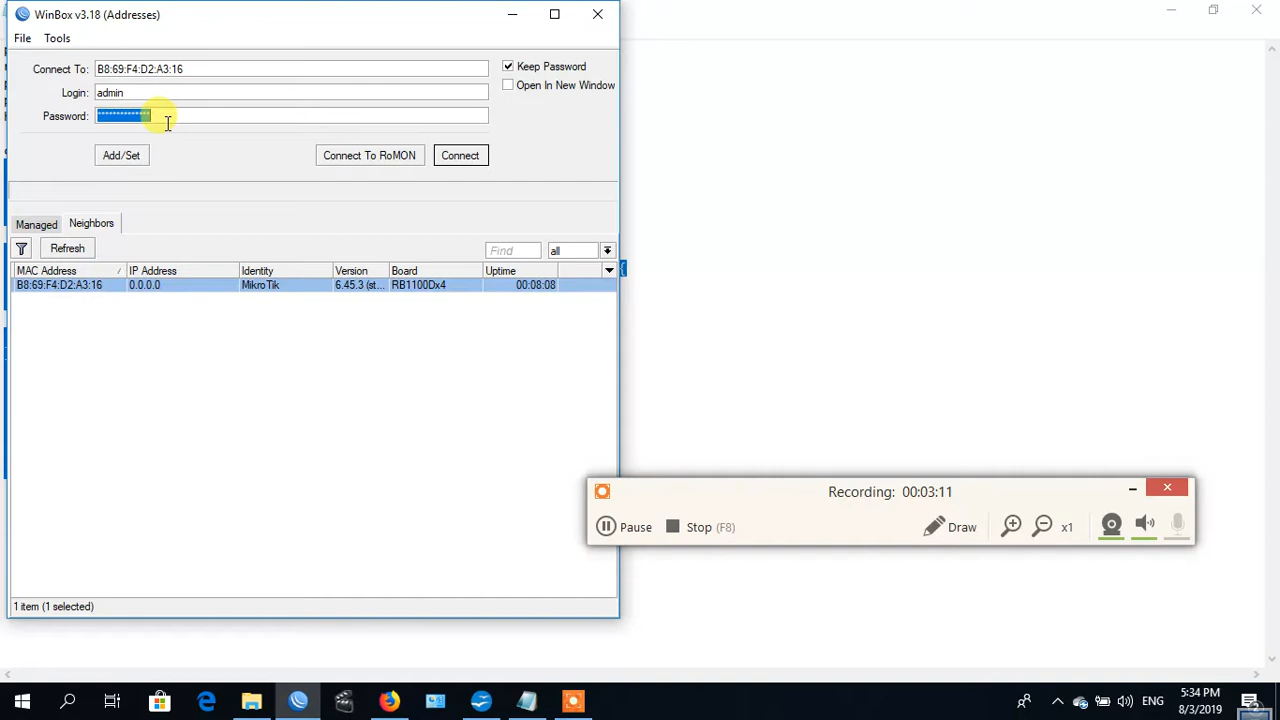 WinBox v3.18 (Addresses)
File Tools
Connect To: B8:69:F4:D2:A3:16
Keep Password
Open In New Window
Login: admin
Password: **************
Add/Set Connect To RoMON Connect
Managed Neighbors
Refresh Find all
MAC Address / IP Address Identity Version Board Uptime
B8:69:F4:D2:A3:16 0.0.0.0 MikroTik 6.45.3 (st... RB1100Dx4 00:08:08
{
Recording: 00:03:11
Pause Stop (F8) Draw x1
1 item (1 selected)
ENG
5:34 PM
8/3/2019
2